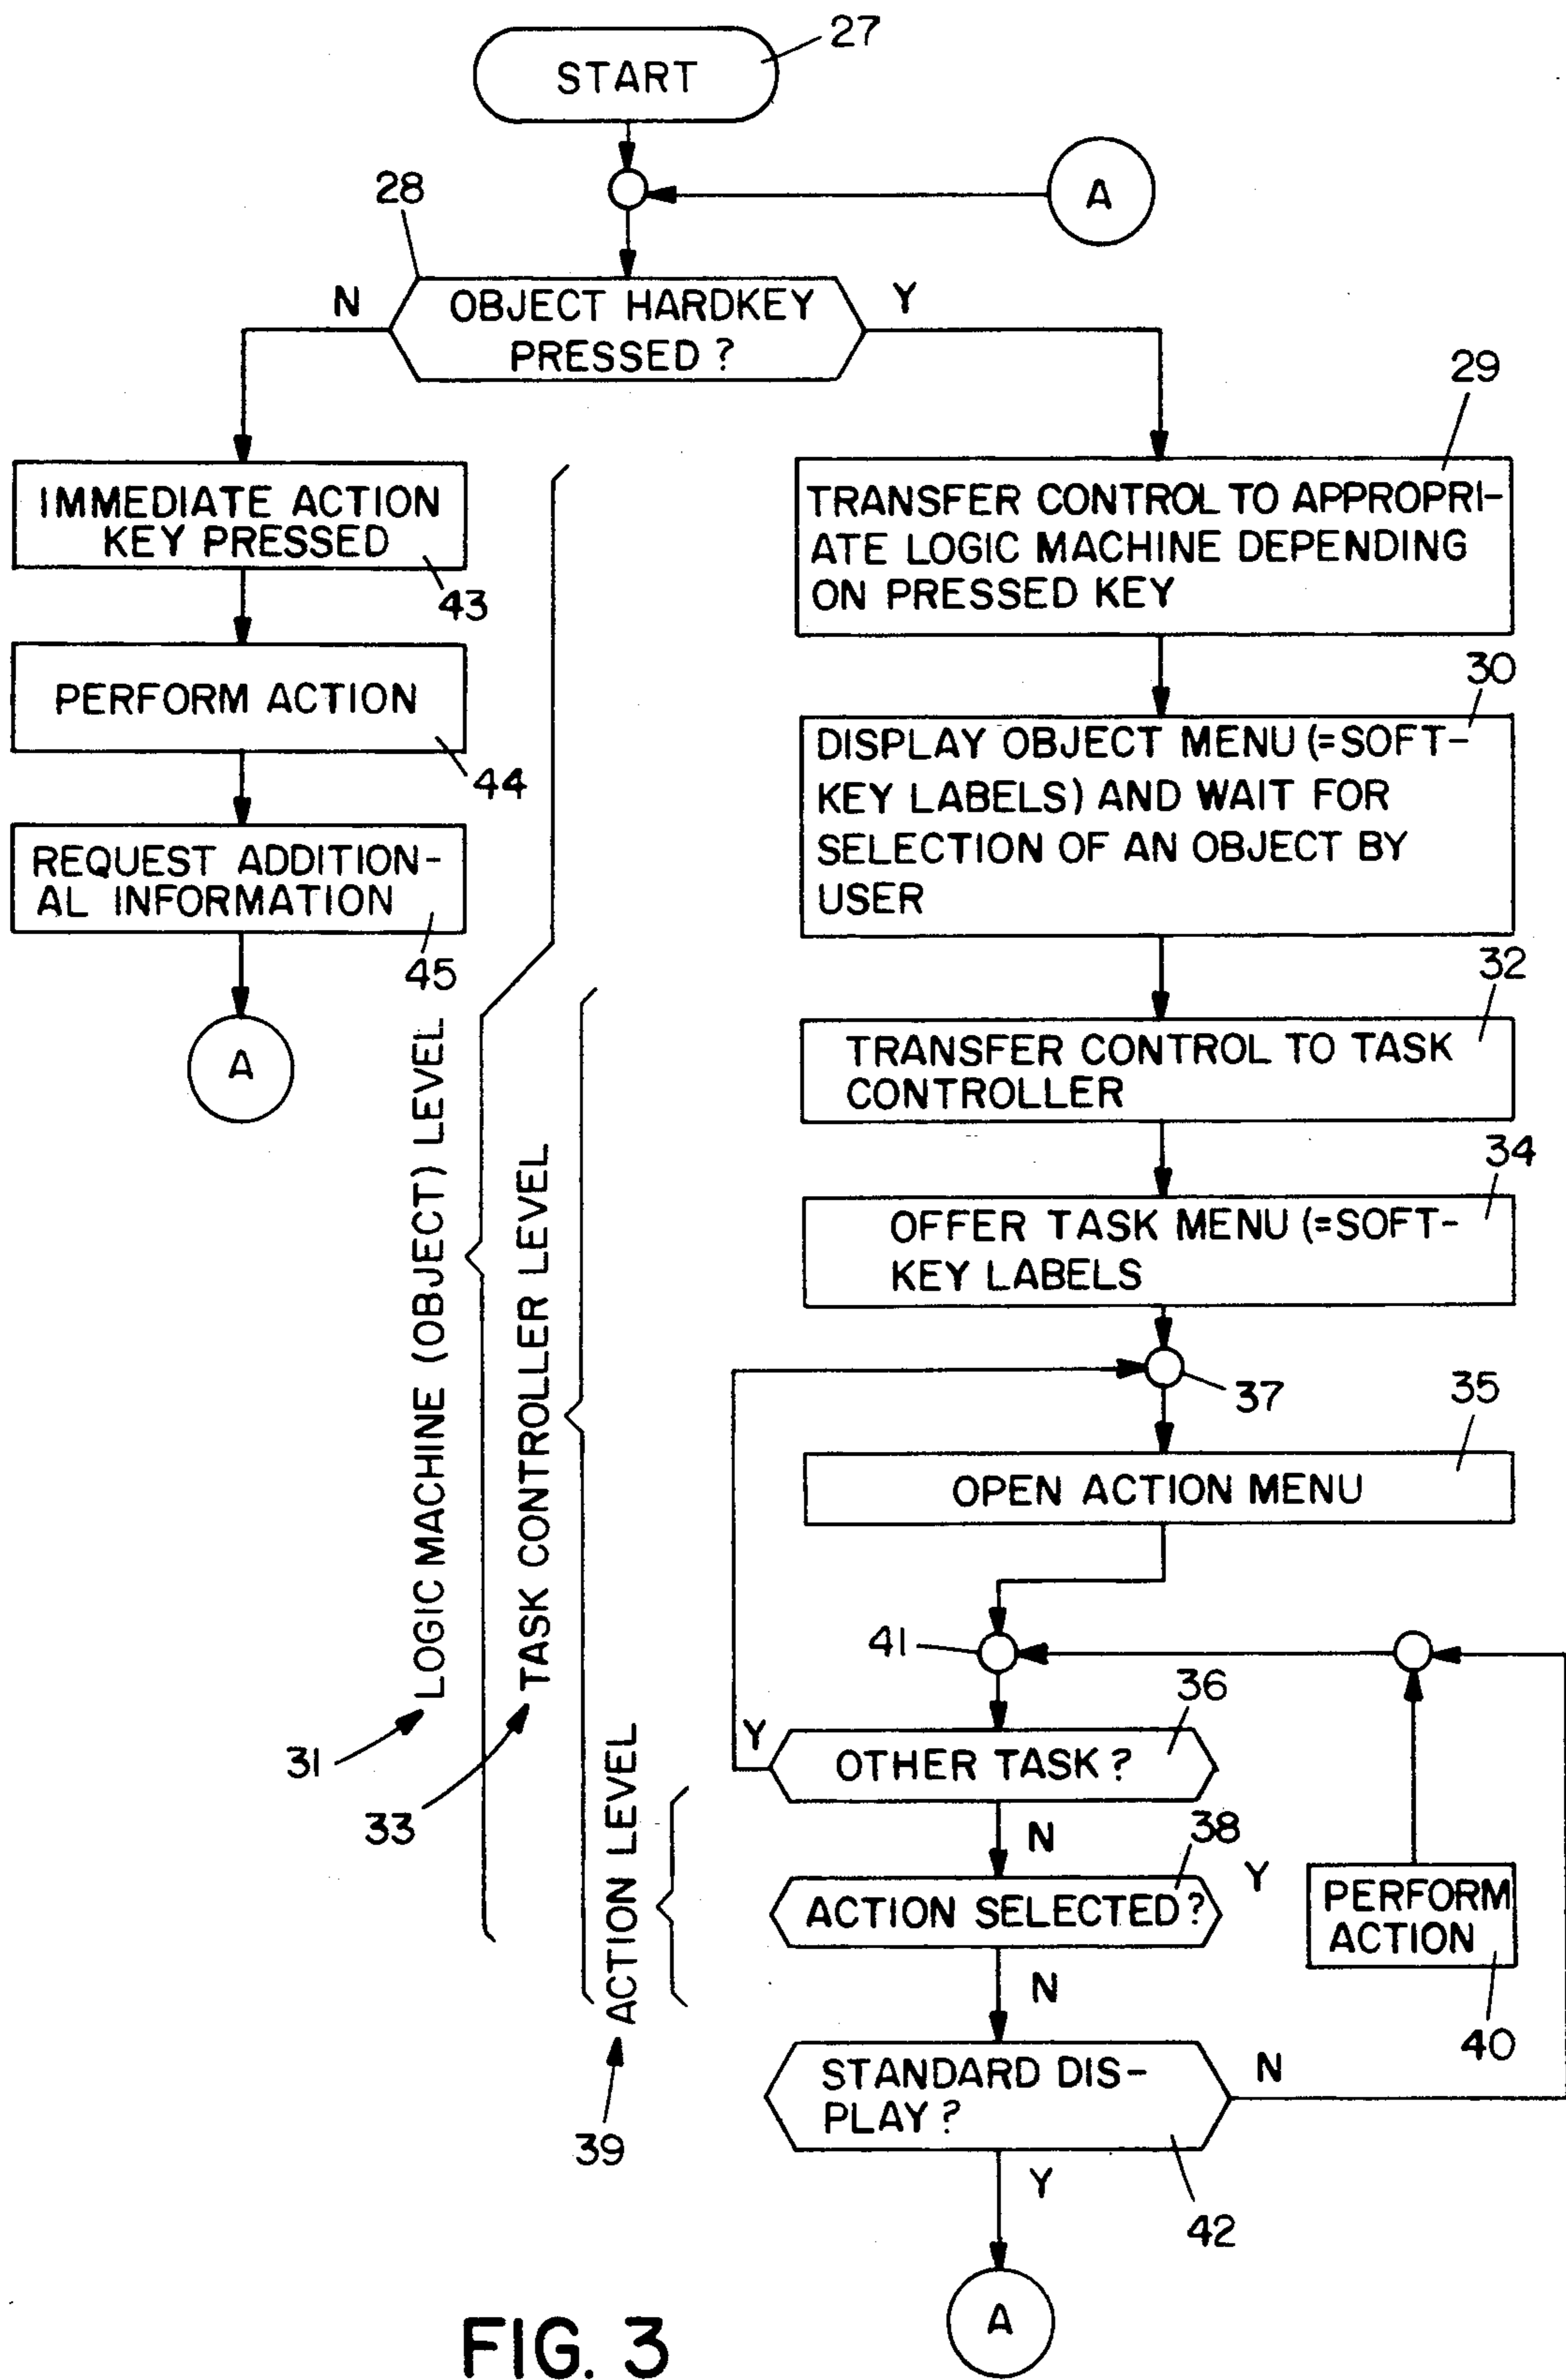 START
27
A
28
N
OBJECT HARDKEY
PRESSED ?
Y
29
IMMEDIATE ACTION
KEY PRESSED
43
TRANSFER CONTROL TO APPROPRI-
ATE LOGIC MACHINE DEPENDING
ON PRESSED KEY
PERFORM ACTION
44
30
DISPLAY OBJECT MENU (=SOFT-
KEY LABELS) AND WAIT FOR
SELECTION OF AN OBJECT BY
USER
REQUEST ADDITION-
AL INFORMATION
45
A
32
TRANSFER CONTROL TO TASK
CONTROLLER
34
OFFER TASK MENU (=SOFT-
KEY LABELS
37
35
OPEN ACTION MENU
LOGIC MACHINE (OBJECT) LEVEL
31
TASK CONTROLLER LEVEL
33
ACTION LEVEL
39
41
36
Y
OTHER TASK ?
N
38
ACTION SELECTED ?
Y
PERFORM
ACTION
40
N
STANDARD DIS-
PLAY ?
N
42
Y
A
FIG. 3